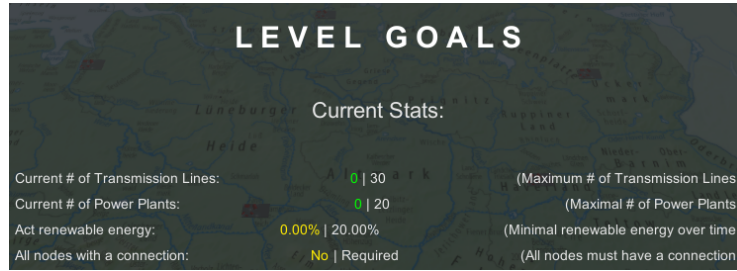 LEVEL GOALS
Current Stats:
Lüneburger
Heide
Current # of Transmission Lines: 0 | 30 (Maximum # of Transmission Lines
Current # of Power Plants: 0 | 20 (Maximal # of Power Plants
Act renewable energy: 0.00% | 20.00% (Minimal renewable energy over time
All nodes with a connection: No | Required (All nodes must have a connection